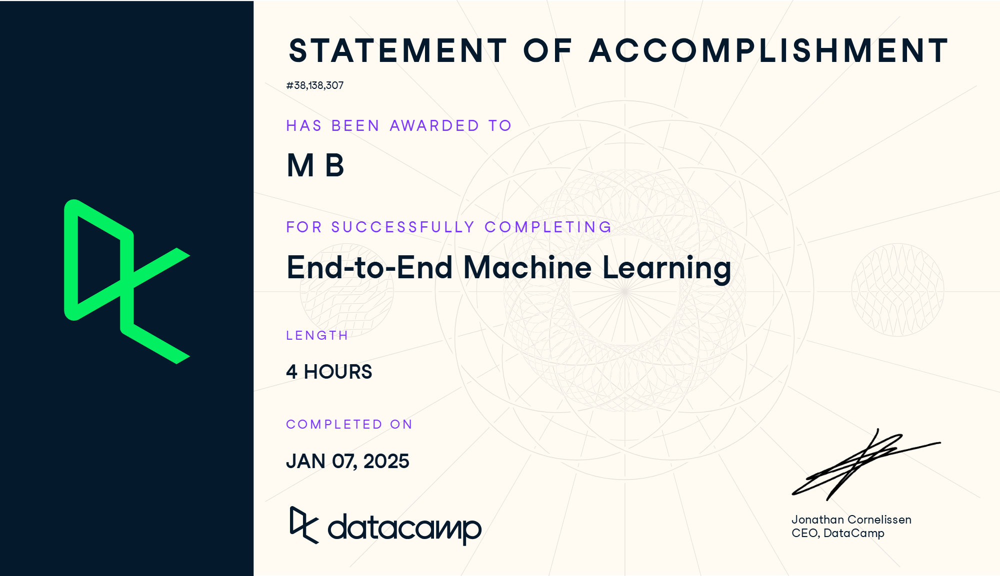 STATEMENT OF ACCOMPLISHMENT
#38,138,307
HAS BEEN AWARDED TO
M B
FOR SUCCESSFULLY COMPLETING
End-to-End Machine Learning
LENGTH
4 HOURS
COMPLETED ON
JAN 07, 2025
datacamp
Jonathan Cornelissen
CEO, DataCamp